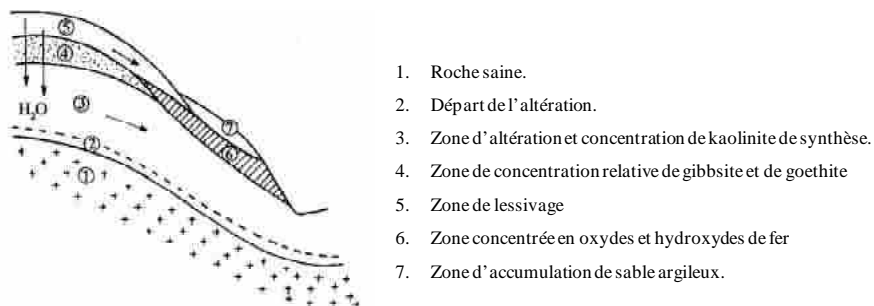 ⑤
④
H₂O
③
⑦
⑥
②
①
1. Roche saine.
2. Départ de l'altération.
3. Zone d'altération et concentration de kaolinite de synthèse.
4. Zone de concentration relative de gibbsite et de goethite
5. Zone de lessivage
6. Zone concentrée en oxydes et hydroxydes de fer
7. Zone d'accumulation de sable argileux.